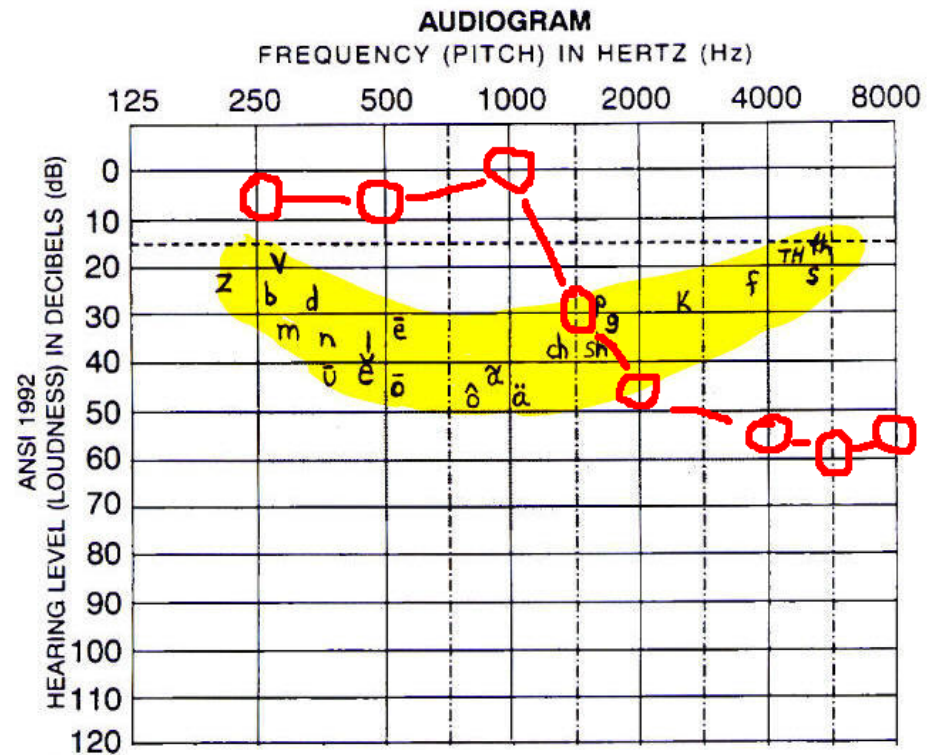 AUDIOGRAM
FREQUENCY (PITCH) IN HERTZ (Hz)
125 250 500 1000 2000 4000 8000
ANSI 1992
HEARING LEVEL (LOUDNESS) IN DECIBELS (dB)
0
10
20
30
40
50
60
70
80
90
100
110
120
z v b d m n l ē
ō ô ä ch sh p g K f TH th s